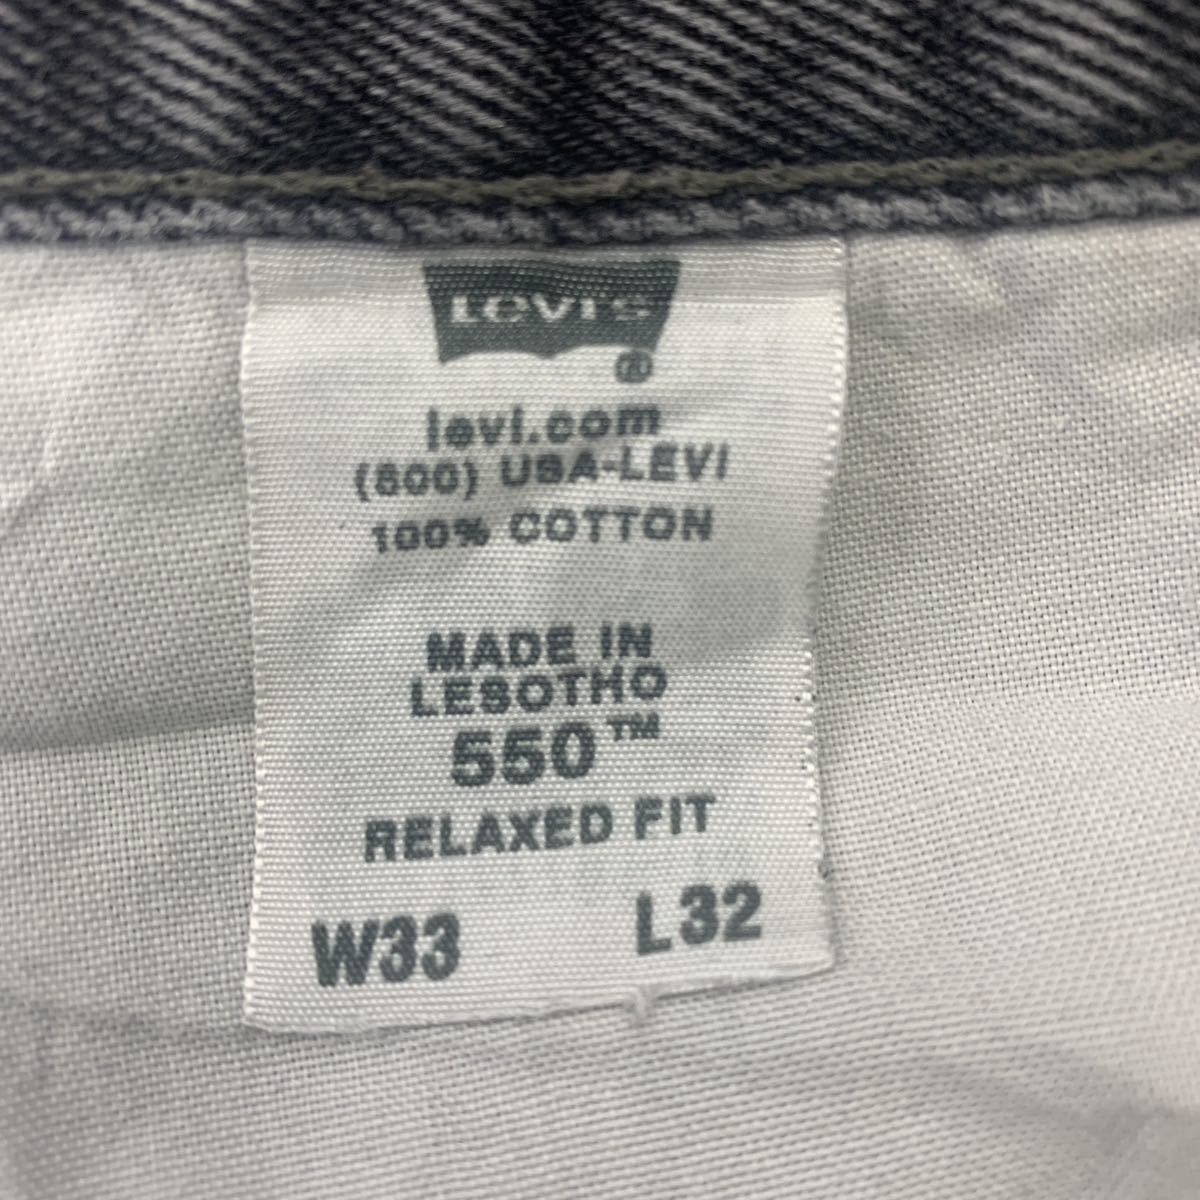 Levi's
®
levi.com
(800) USA-LEVI
100% COTTON
MADE IN
LESOTHO
550™
RELAXED FIT
W33 L32